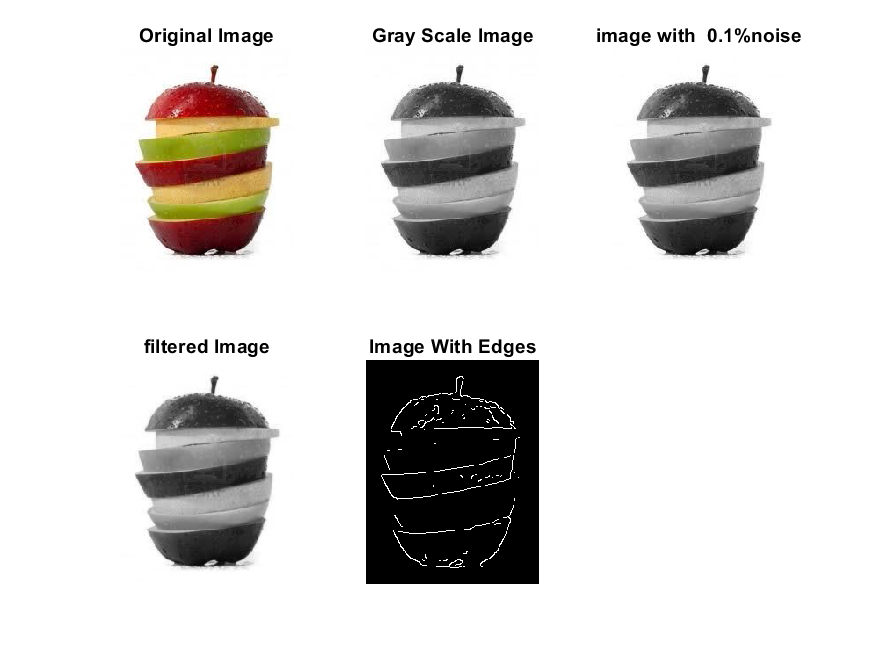 Original Image
Gray Scale Image
image with  0.1%noise
filtered Image
Image With Edges